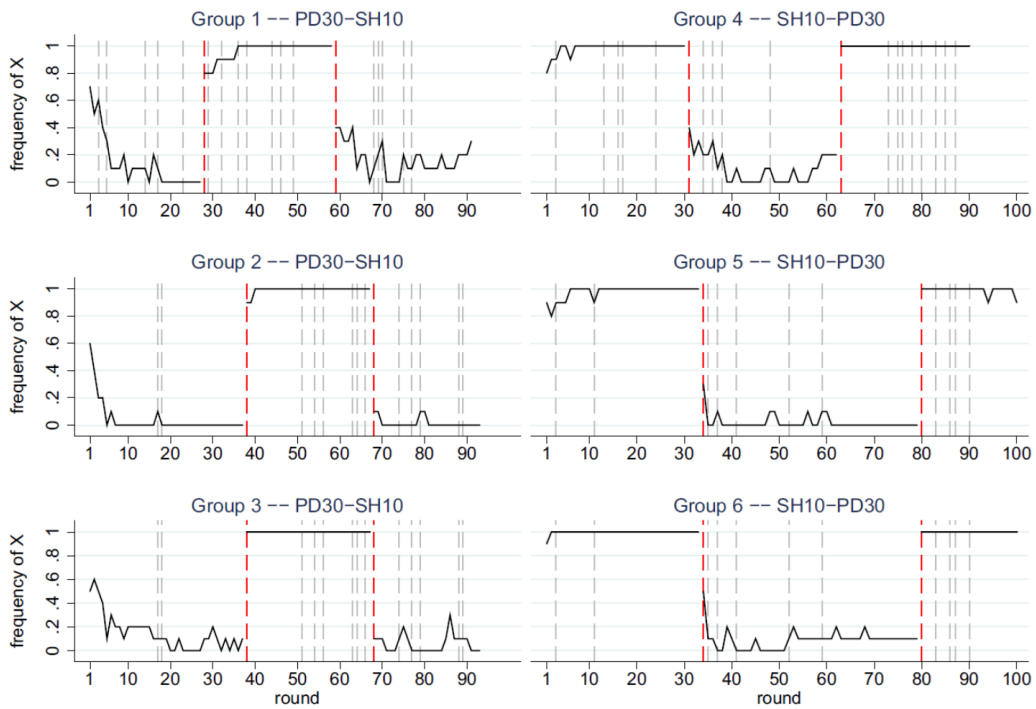 Group 1 −− PD30−SH10
frequency of X
1
.8
.6
.4
.2
0
1 10 20 30 40 50 60 70 80 90
Group 4 −− SH10−PD30
1 10 20 30 40 50 60 70 80 90 100
Group 2 −− PD30−SH10
frequency of X
1
.8
.6
.4
.2
0
1 10 20 30 40 50 60 70 80 90
Group 5 −− SH10−PD30
1 10 20 30 40 50 60 70 80 90 100
Group 3 −− PD30−SH10
frequency of X
1
.8
.6
.4
.2
0
1 10 20 30 40 50 60 70 80 90
round
Group 6 −− SH10−PD30
1 10 20 30 40 50 60 70 80 90 100
round